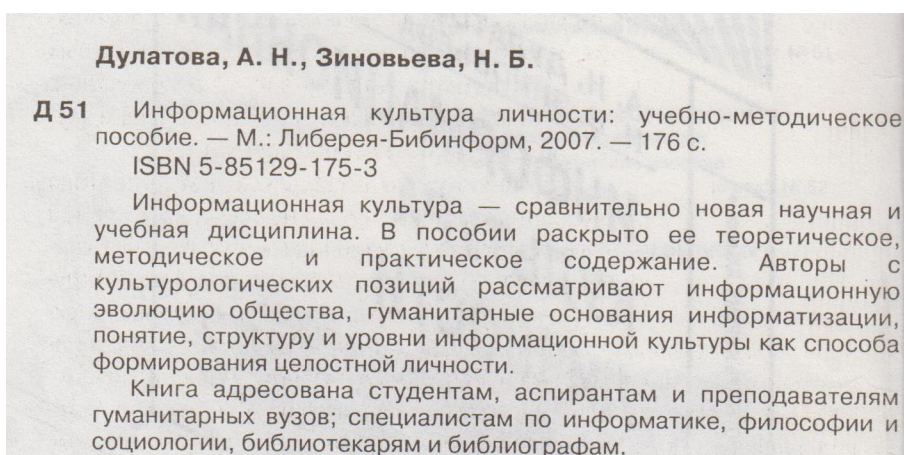 Дулатова, А. Н., Зиновьева, Н. Б.
Д 51 Информационная культура личности: учебно-методическое
пособие. — М.: Либерея-Бибинформ, 2007. — 176 с.
ISBN 5-85129-175-3
Информационная культура — сравнительно новая научная и
учебная дисциплина. В пособии раскрыто ее теоретическое,
методическое и практическое содержание. Авторы с
культурологических позиций рассматривают информационную
эволюцию общества, гуманитарные основания информатизации,
понятие, структуру и уровни информационной культуры как способа
формирования целостной личности.
Книга адресована студентам, аспирантам и преподавателям
гуманитарных вузов; специалистам по информатике, философии и
социологии, библиотекарям и библиографам.